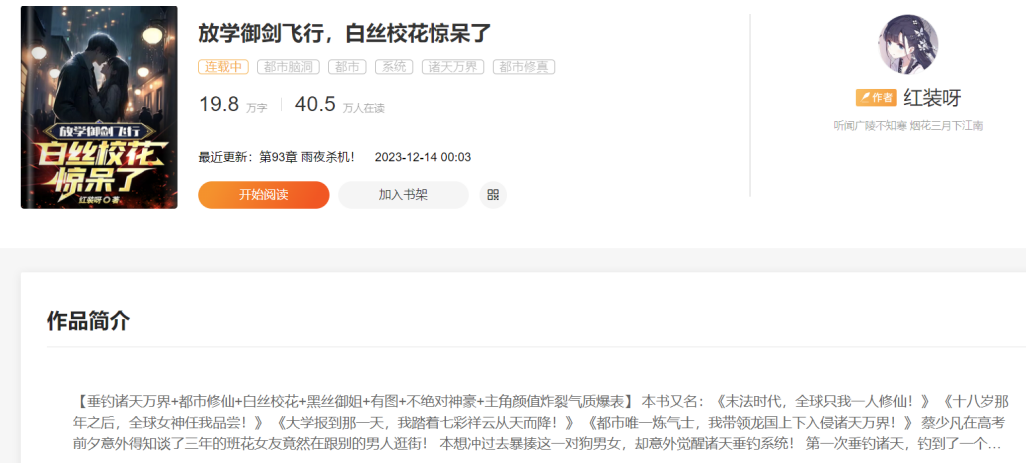 放学御剑飞行，白丝校花惊呆了
连载中 都市脑洞 都市 系统 诸天万界 都市修真
19.8 万字 40.5 万人在读
最近更新：第93章 雨夜杀机！ 2023-12-14 00:03
开始阅读 加入书架
放学御剑飞行
白丝校花
惊呆了
红装呀 著
作者 红装呀
听闻广陵不知寒 烟花三月下江南
作品简介
【垂钓诸天万界+都市修仙+白丝校花+黑丝御姐+有图+不绝对神豪+主角颜值炸裂气质爆表】 本书又名：《末法时代，全球只我一人修仙！》 《十八岁那
年之后，全球女神任我品尝！》 《大学报到那一天，我踏着七彩祥云从天而降！》 《都市唯一炼气士，我带领龙国上下入侵诸天万界！》 蔡少凡在高考
前夕意外得知谈了三年的班花女友竟然在跟别的男人逛街！ 本想冲过去暴揍这一对狗男女，却意外觉醒诸天垂钓系统！ 第一次垂钓诸天，钓到了一个…